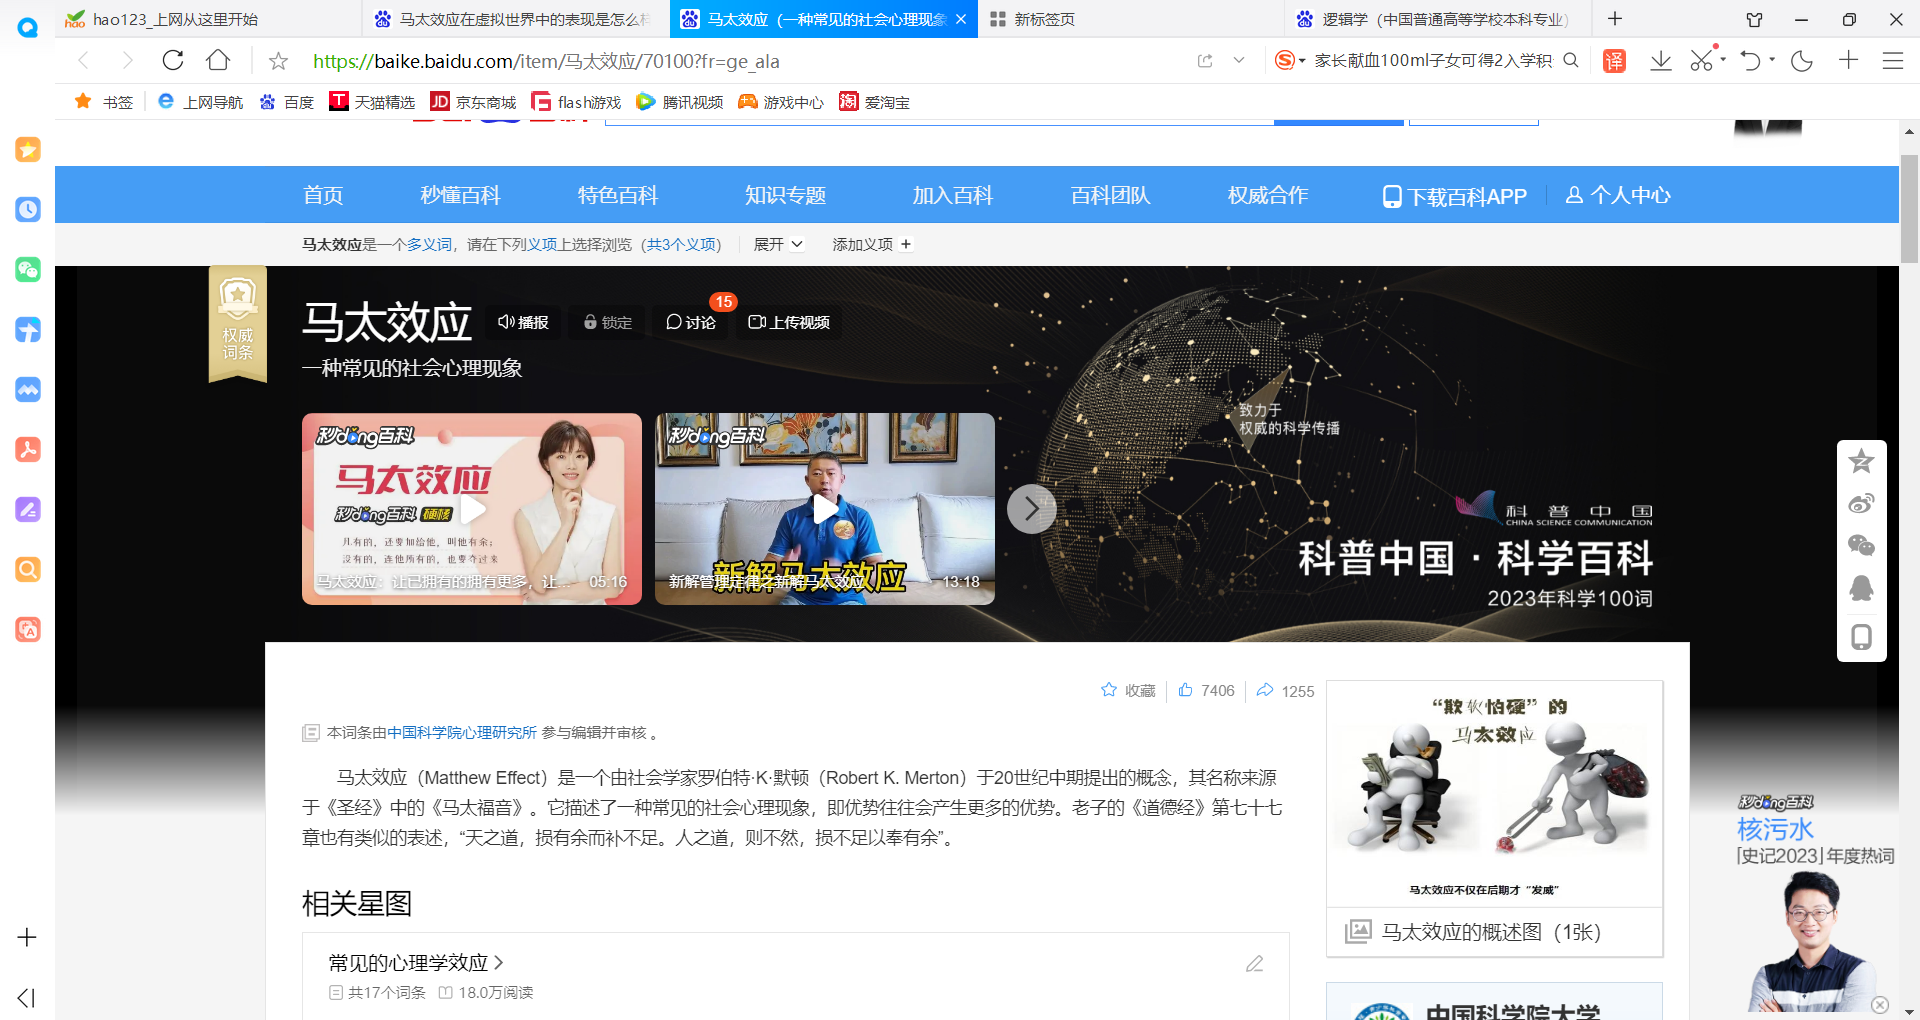 hao123_上网从这里开始
马太效应在虚拟世界中的表现是怎么
马太效应（一种常见的社会心理现象
新标签页
逻辑学（中国普通高等学校本科专业）
https://baike.baidu.com/item/马太效应/70100?fr=ge_ala
家长献血100ml子女可得2入学积
译
书签
上网导航
百度
天猫精选
京东商城
flash游戏
腾讯视频
游戏中心
爱淘宝
首页
秒懂百科
特色百科
知识专题
加入百科
百科团队
权威合作
下载百科APP
个人中心
马太效应是一个多义词，请在下列义项上选择浏览（共3个义项）
展开
添加义项
权威
词条
马太效应
播报
锁定
讨论
15
上传视频
一种常见的社会心理现象
秒dong百科
马太效应
秒dong百科 硬核
凡有的，还要加给他，叫他有余；
没有的，连他所有的，也要夺过来
马太效应：让已拥有的拥有更多，让...
05:16
秒dong百科
新解马太效应
新解管理定律之新解马太效应
13:18
致力于
权威的科学传播
科普中国
CHINA SCIENCE COMMUNICATION
科普中国·科学百科
2023年科学100词
收藏
7406
1255
本词条由中国科学院心理研究所 参与编辑并审核 。
马太效应（Matthew Effect）是一个由社会学家罗伯特·K·默顿（Robert K. Merton）于20世纪中期提出的概念，其名称来源
于《圣经》中的《马太福音》。它描述了一种常见的社会心理现象，即优势往往会产生更多的优势。老子的《道德经》第七十七
章也有类似的表述，“天之道，损有余而补不足。人之道，则不然，损不足以奉有余”。
相关星图
常见的心理学效应
共17个词条
18.0万阅读
“欺软怕硬”的
马太效应
马太效应不仅在后期才“发威”
马太效应的概述图（1张）
中国科学院大学
秒dong百科
核污水
「史记2023」年度热词